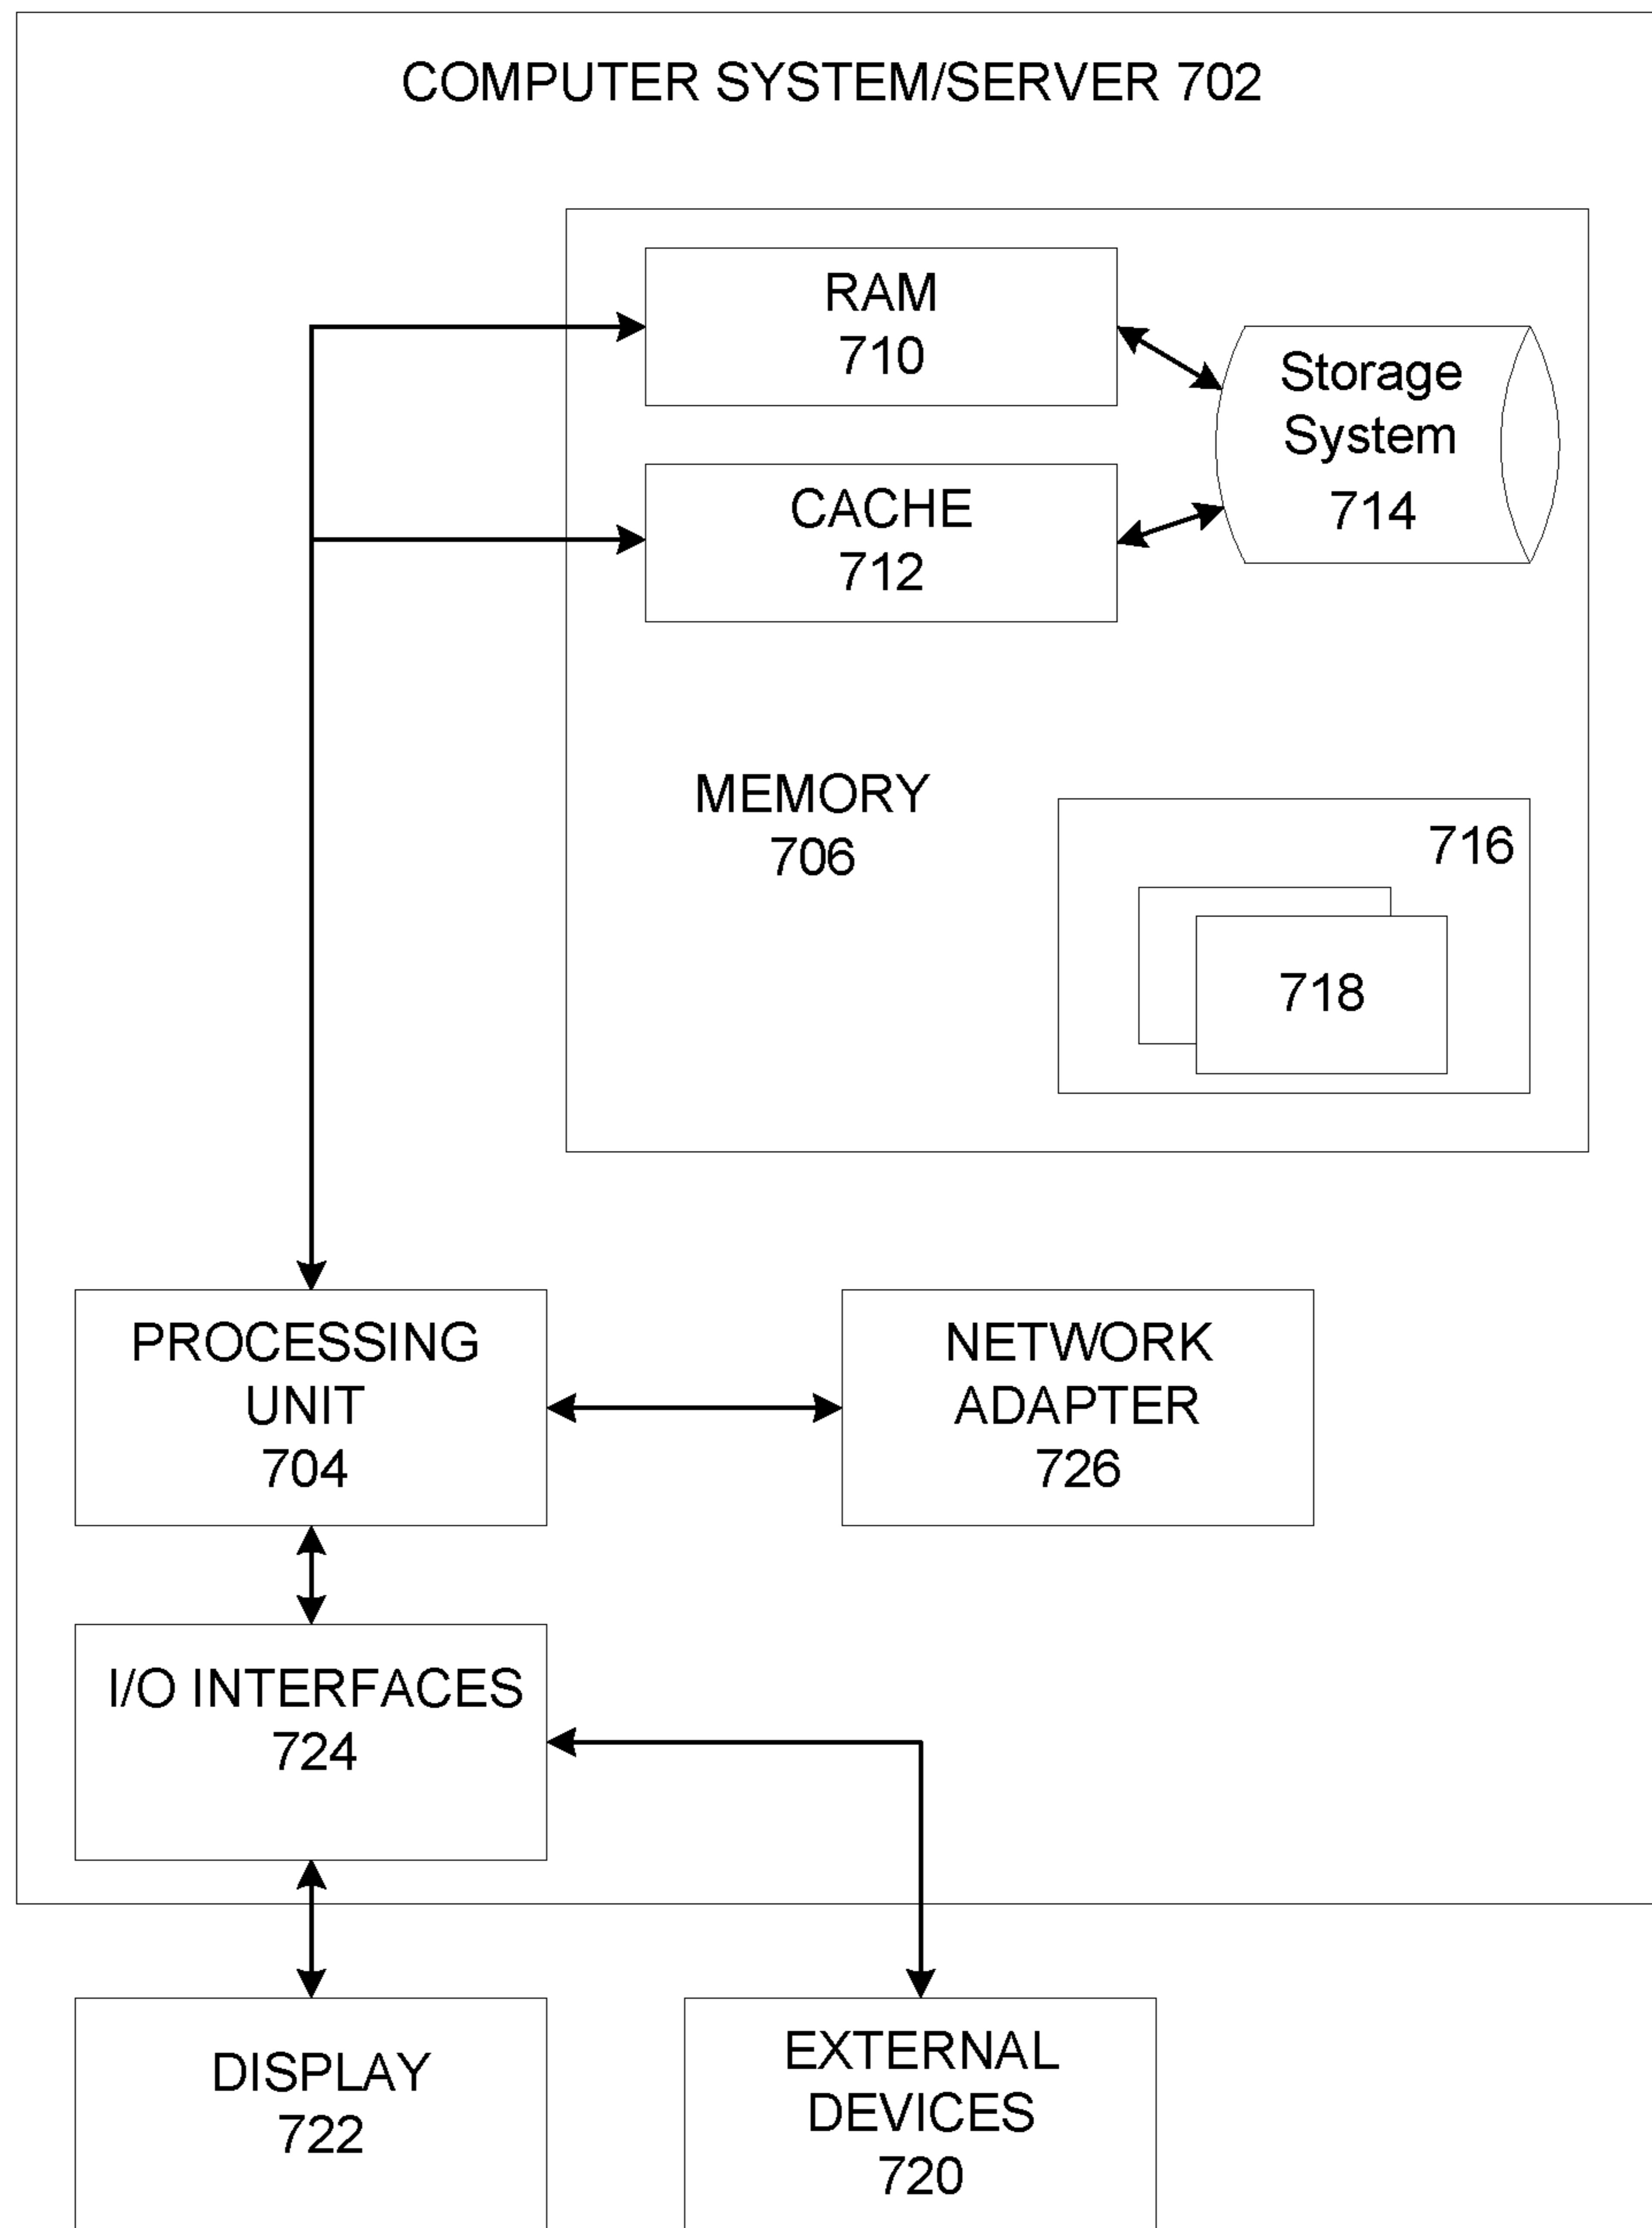 COMPUTER SYSTEM/SERVER 702
RAM
710
Storage
System
714
CACHE
712
MEMORY
706
716
718
PROCESSING
UNIT
704
NETWORK
ADAPTER
726
I/O INTERFACES
724
DISPLAY
722
EXTERNAL
DEVICES
720